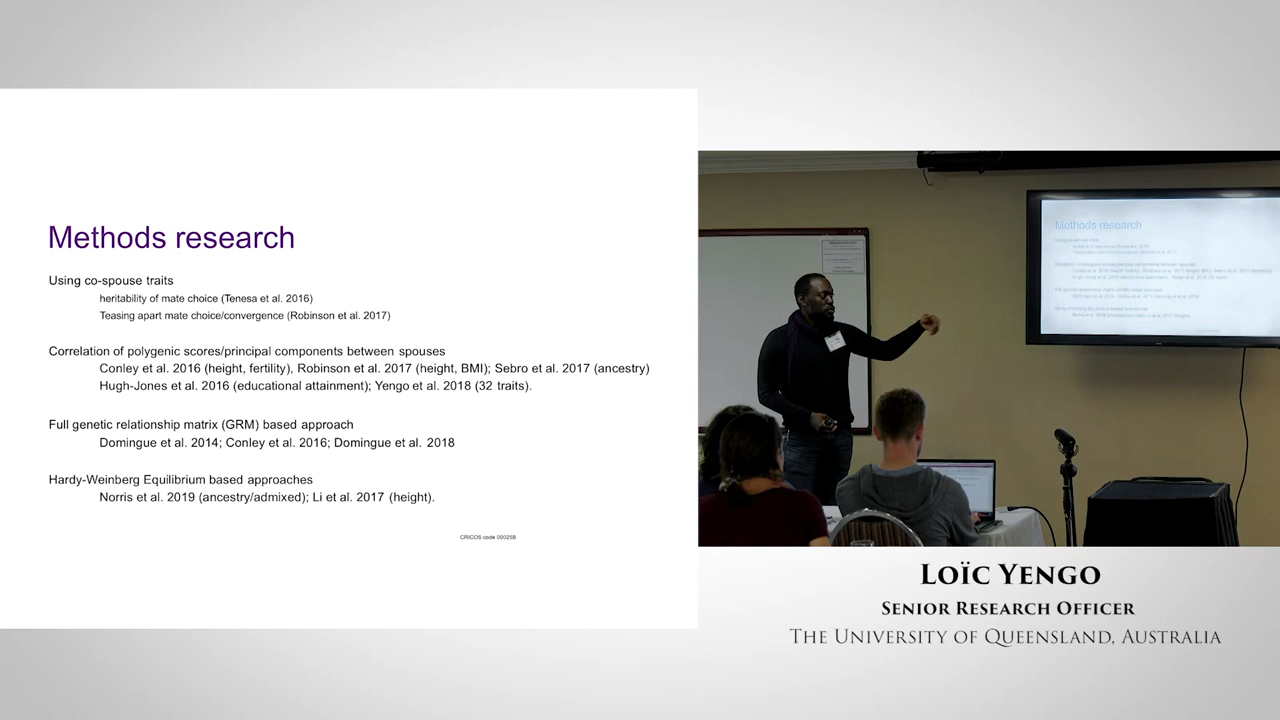 Methods research
Using co-spouse traits
heritability of mate choice (Tenesa et al. 2016)
Teasing apart mate choice/convergence (Robinson et al. 2017)
Correlation of polygenic scores/principal components between spouses
Conley et al. 2016 (height, fertility), Robinson et al. 2017 (height, BMI); Sebro et al. 2017 (ancestry)
Hugh-Jones et al. 2016 (educational attainment); Yengo et al. 2018 (32 traits).
Full genetic relationship matrix (GRM) based approach
Domingue et al. 2014; Conley et al. 2016; Domingue et al. 2018
Hardy-Weinberg Equilibrium based approaches
Norris et al. 2019 (ancestry/admixed); Li et al. 2017 (height).
CRICOS code 00025B
Methods research
Loïc Yengo
Senior Research Officer
The University of Queensland, Australia